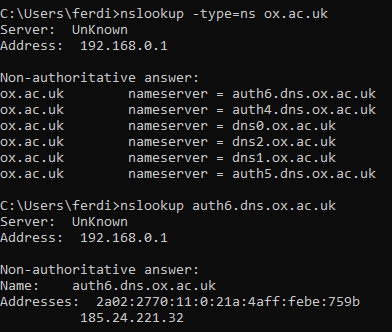 C:\Users\ferdi>nslookup -type=ns ox.ac.uk
Server:  UnKnown
Address:  192.168.0.1

Non-authoritative answer:
ox.ac.uk        nameserver = auth6.dns.ox.ac.uk
ox.ac.uk        nameserver = auth4.dns.ox.ac.uk
ox.ac.uk        nameserver = dns0.ox.ac.uk
ox.ac.uk        nameserver = dns2.ox.ac.uk
ox.ac.uk        nameserver = dns1.ox.ac.uk
ox.ac.uk        nameserver = auth5.dns.ox.ac.uk

C:\Users\ferdi>nslookup auth6.dns.ox.ac.uk
Server:  UnKnown
Address:  192.168.0.1

Non-authoritative answer:
Name:    auth6.dns.ox.ac.uk
Addresses:  2a02:2770:11:0:21a:4aff:febe:759b
          185.24.221.32